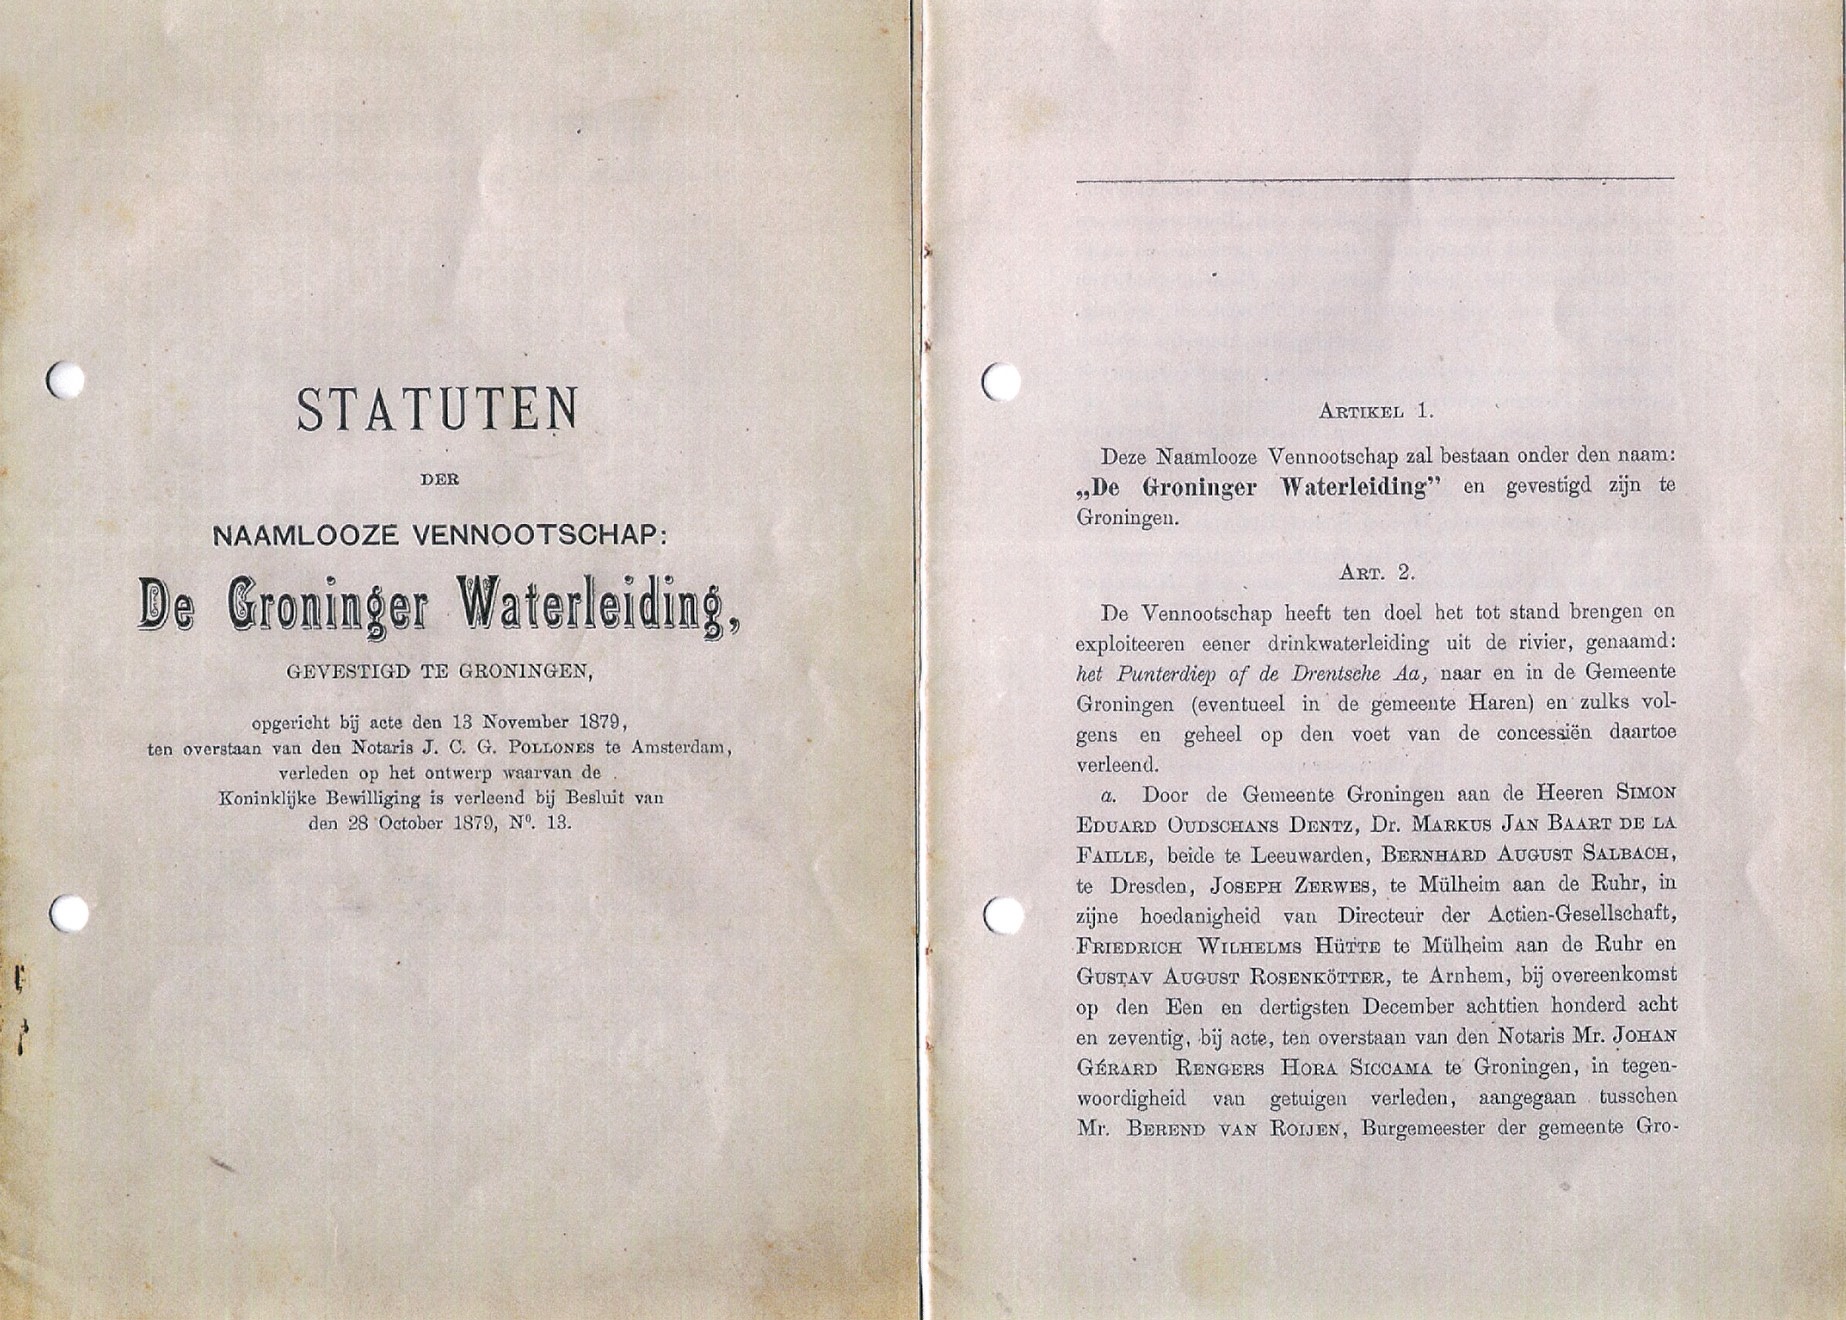 STATUTEN
DER
NAAMLOOZE VENNOOTSCHAP:
De Groninger Waterleiding,
GEVESTIGD TE GRONINGEN,
opgericht bij acte den 13 November 1879,
ten overstaan van den Notaris J. C. G. POLLONES te Amsterdam,
verleden op het ontwerp waarvan de
Koninklijke Bewilliging is verleend bij Besluit van
den 28 October 1879, N°. 13.
ARTIKEL 1.
Deze Naamlooze Vennootschap zal bestaan onder den naam:
„De Groninger Waterleiding” en gevestigd zijn te
Groningen.
ART. 2.
De Vennootschap heeft ten doel het tot stand brengen en
exploiteeren eener drinkwaterleiding uit de rivier, genaamd:
het Punterdiep of de Drentsche Aa, naar en in de Gemeente
Groningen (eventueel in de gemeente Haren) en zulks vol-
gens en geheel op den voet van de concessiën daartoe
verleend.
a. Door de Gemeente Groningen aan de Heeren SIMON
EDUARD OUDSCHANS DENTZ, Dr. MARKUS JAN BAART DE LA
FAILLE, beide te Leeuwarden, BERNHARD AUGUST SALBACH,
te Dresden, JOSEPH ZERWES, te Mülheim aan de Ruhr, in
zijne hoedanigheid van Directeur der Actien-Gesellschaft,
FRIEDRICH WILHELMS HÜTTE te Mülheim aan de Ruhr en
GUSTAV AUGUST ROSENKÖTTER, te Arnhem, bij overeenkomst
op den Een en dertigsten December achttien honderd acht
en zeventig, bij acte, ten overstaan van den Notaris Mr. JOHAN
GÉRARD RENGERS HORA SICCAMA te Groningen, in tegen-
woordigheid van getuigen verleden, aangegaan tusschen
Mr. BEREND VAN ROIJEN, Burgemeester der gemeente Gro-